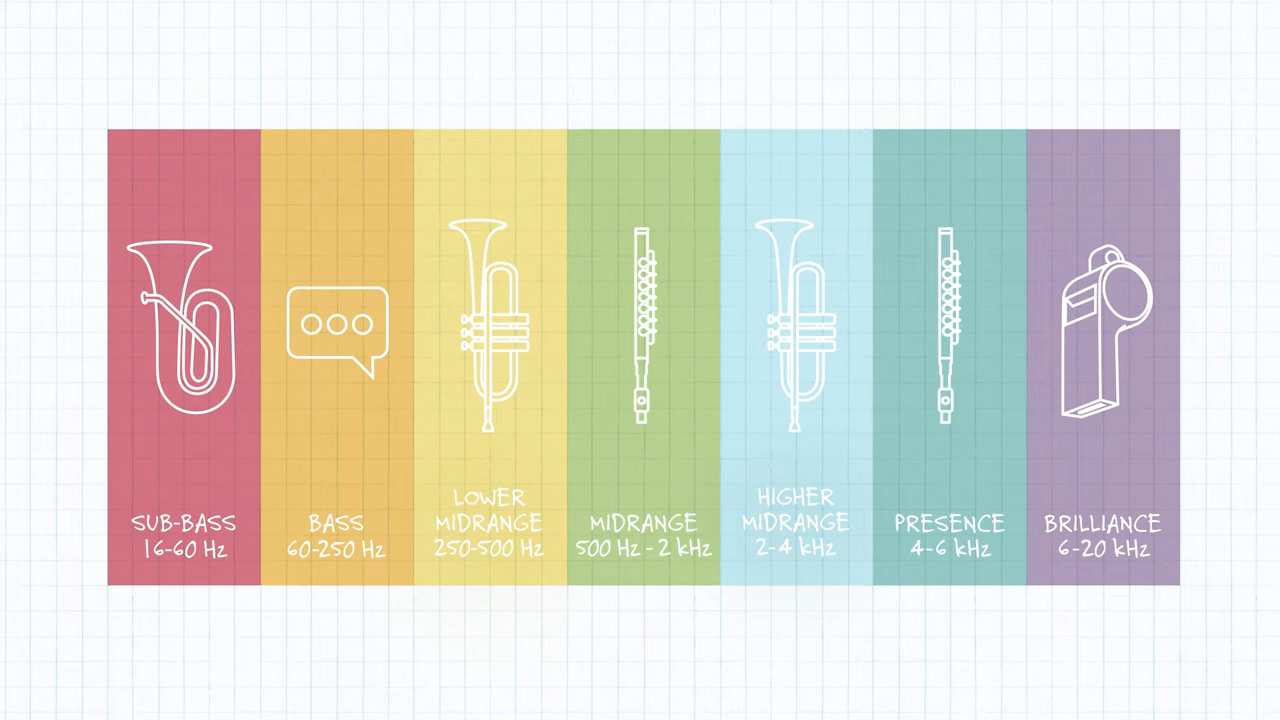 SUB-BASS
16-60 Hz
BASS
60-250 Hz
LOWER
MIDRANGE
250-500 Hz
MIDRANGE
500 Hz - 2 kHz
HIGHER
MIDRANGE
2-4 kHz
PRESENCE
4-6 kHz
BRILLIANCE
6-20 kHz